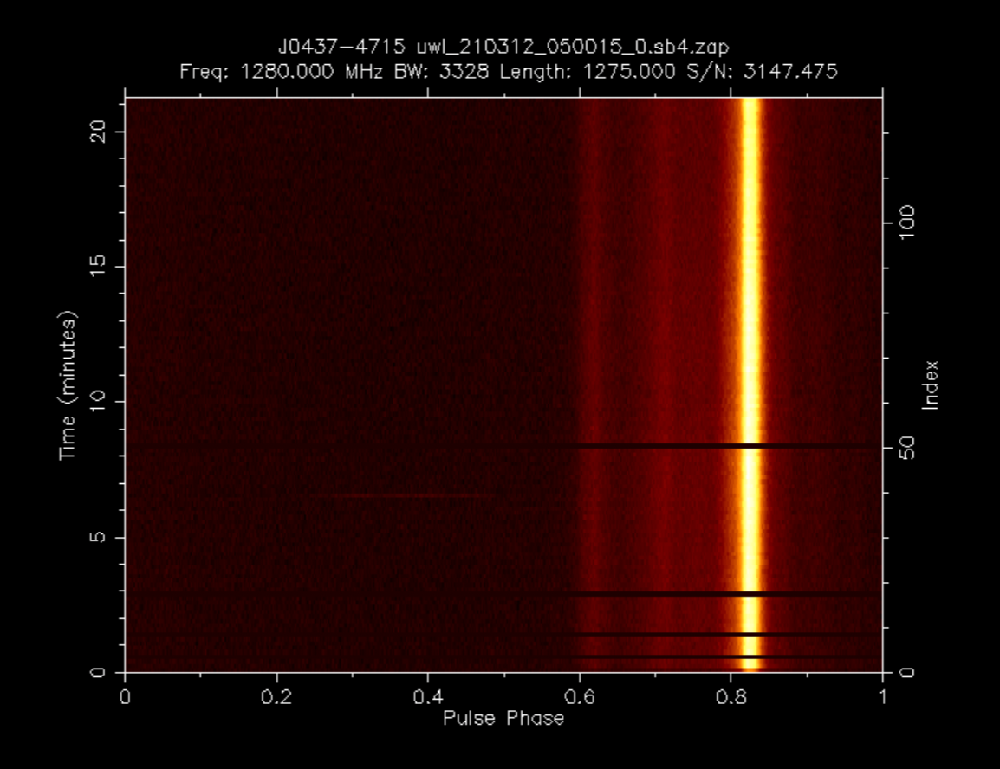 J0437-4715 uwl_210312_050015_0.sb4.zap
Freq: 1280.000 MHz BW: 3328 Length: 1275.000 S/N: 3147.475
20
15
10
5
0
Time (minutes)
100
50
0
Index
0 0.2 0.4 0.6 0.8 1
Pulse Phase